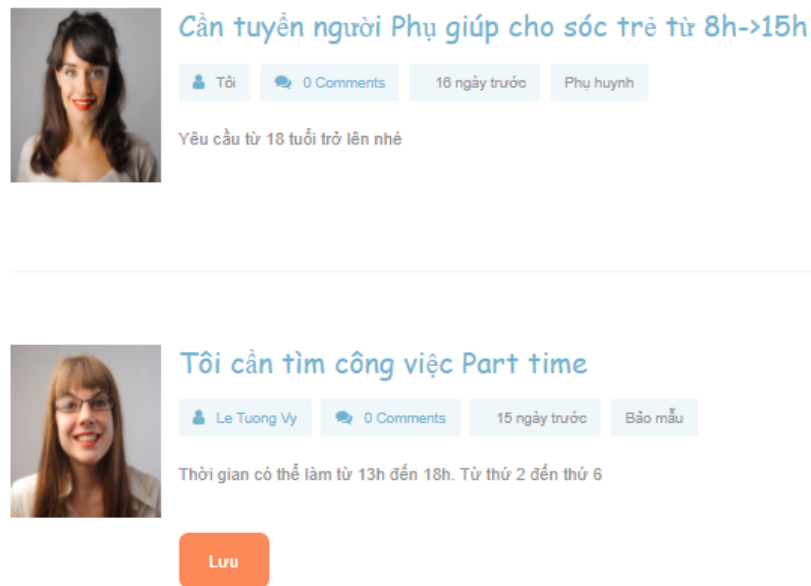 Cần tuyển người Phụ giúp cho sóc trẻ từ 8h->15h
Tôi 0 Comments 16 ngày trước Phụ huynh
Yêu cầu từ 18 tuổi trở lên nhé
Tôi cần tìm công việc Part time
Le Tuong Vy 0 Comments 15 ngày trước Bảo mẫu
Thời gian có thể làm từ 13h đến 18h. Từ thứ 2 đến thứ 6
Lưu